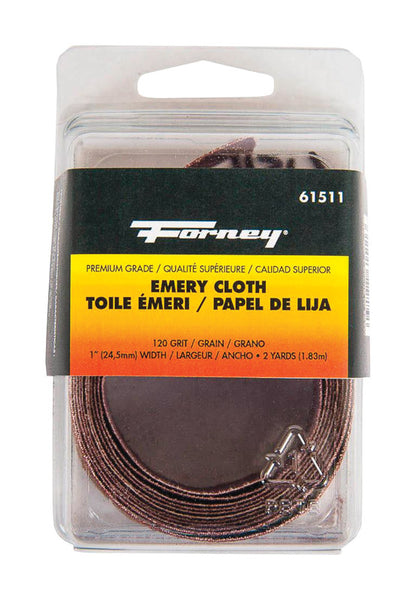 61511
Forney®
PREMIUM GRADE / QUALITÉ SUPÉRIEURE / CALIDAD SUPERIOR
EMERY CLOTH
TOILE ÉMERI / PAPEL DE LIJA
120 GRIT / GRAIN / GRANO
1" (24,5mm) WIDTH / LARGEUR / ANCHO • 2 YARDS (1.83m)